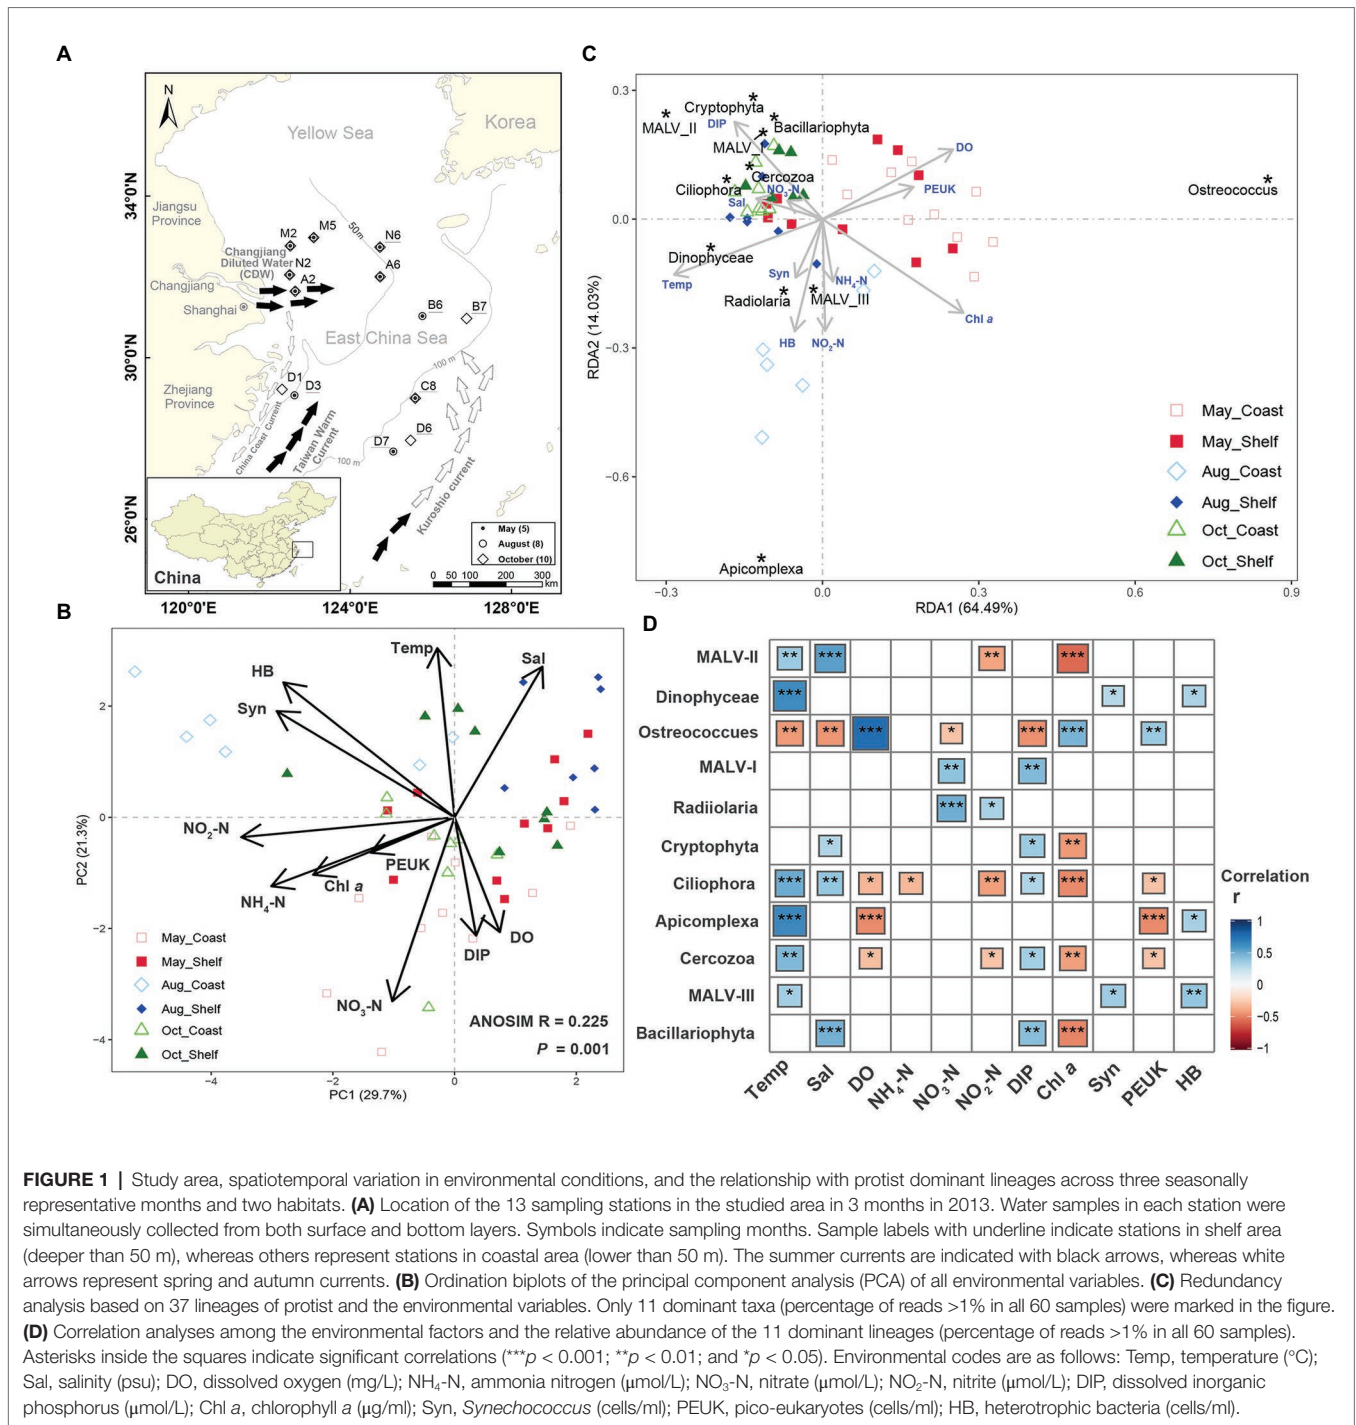 A
N
Yellow Sea
Korea
34°0'N
30°0'N
26°0'N
Jiangsu
Province
50m
M2
M5
N6
Changjiang
Diluted Water
(CDW)
N2
A2
A6
Changjiang
Shanghai
B6
B7
East China Sea
100 m
Zhejiang
Province
D1
D3
C8
D6
D7
China Coast Current
Taiwan Warm
Current
100 m
Kuroshio current
China
May (5)
August (8)
October (10)
0 50 100 200 300
km
120°0'E
124°0'E
128°0'E
C
0.3
0.0
−0.3
−0.6
RDA2 (14.03%)
Cryptophyta
DIP
MALV_II
Bacillariophyta
MALV_I
Cercozoa
Ciliophora
NO3-N
Sal
DO
PEUK
Ostreococcus
Dinophyceae
Temp
Syn
NH4-N
Radiolaria
MALV_III
Chl a
HB
NO2-N
Apicomplexa
May_Coast
May_Shelf
Aug_Coast
Aug_Shelf
Oct_Coast
Oct_Shelf
−0.3
0.0
0.3
0.6
0.9
RDA1 (64.49%)
B
2
0
−2
−4
PC2 (21.3%)
Temp
Sal
HB
Syn
NO2-N
PEUK
Chl a
NH4-N
DO
DIP
NO3-N
May_Coast
May_Shelf
Aug_Coast
Aug_Shelf
Oct_Coast
Oct_Shelf
ANOSIM R = 0.225
P = 0.001
−4
−2
0
2
PC1 (29.7%)
D
MALV-II ** *** ** ***
Dinophyceae *** * *
Ostreococcues ** ** *** * *** *** **
MALV-I ** **
Radiiolaria *** *
Cryptophyta * * **
Ciliophora *** ** * * ** * *** *
Apicomplexa *** *** *** *
Cercozoa ** * * * ** *
MALV-III * * **
Bacillariophyta *** ** ***
Temp
Sal
DO
NH4-N
NO3-N
NO2-N
DIP
Chl a
Syn
PEUK
HB
Correlation
r
1
0.5
0
−0.5
−1
FIGURE 1 | Study area, spatiotemporal variation in environmental conditions, and the relationship with protist dominant lineages across three seasonally
representative months and two habitats. (A) Location of the 13 sampling stations in the studied area in 3 months in 2013. Water samples in each station were
simultaneously collected from both surface and bottom layers. Symbols indicate sampling months. Sample labels with underline indicate stations in shelf area
(deeper than 50 m), whereas others represent stations in coastal area (lower than 50 m). The summer currents are indicated with black arrows, whereas white
arrows represent spring and autumn currents. (B) Ordination biplots of the principal component analysis (PCA) of all environmental variables. (C) Redundancy
analysis based on 37 lineages of protist and the environmental variables. Only 11 dominant taxa (percentage of reads >1% in all 60 samples) were marked in the figure.
(D) Correlation analyses among the environmental factors and the relative abundance of the 11 dominant lineages (percentage of reads >1% in all 60 samples).
Asterisks inside the squares indicate significant correlations (***p < 0.001; **p < 0.01; and *p < 0.05). Environmental codes are as follows: Temp, temperature (°C);
Sal, salinity (psu); DO, dissolved oxygen (mg/L); NH4-N, ammonia nitrogen (μmol/L); NO3-N, nitrate (μmol/L); NO2-N, nitrite (μmol/L); DIP, dissolved inorganic
phosphorus (μmol/L); Chl a, chlorophyll a (μg/ml); Syn, Synechococcus (cells/ml); PEUK, pico-eukaryotes (cells/ml); HB, heterotrophic bacteria (cells/ml).